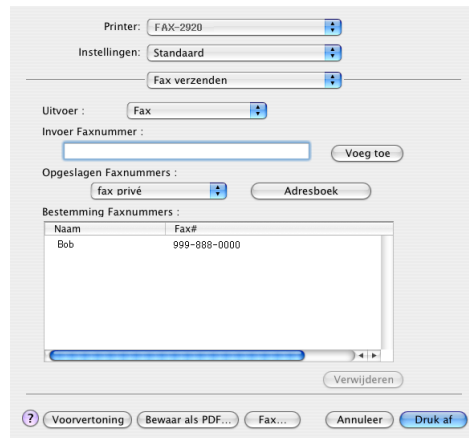 Printer: FAX-2920
Instellingen: Standaard
Fax verzenden
Uitvoer : Fax
Invoer Faxnummer :
Voeg toe
Opgeslagen Faxnummers :
fax privé Adresboek
Bestemming Faxnummers :
Naam Fax#
Bob 999-888-0000
Verwijderen
? Voorvertoning Bewaar als PDF... Fax... Annuleer Druk af